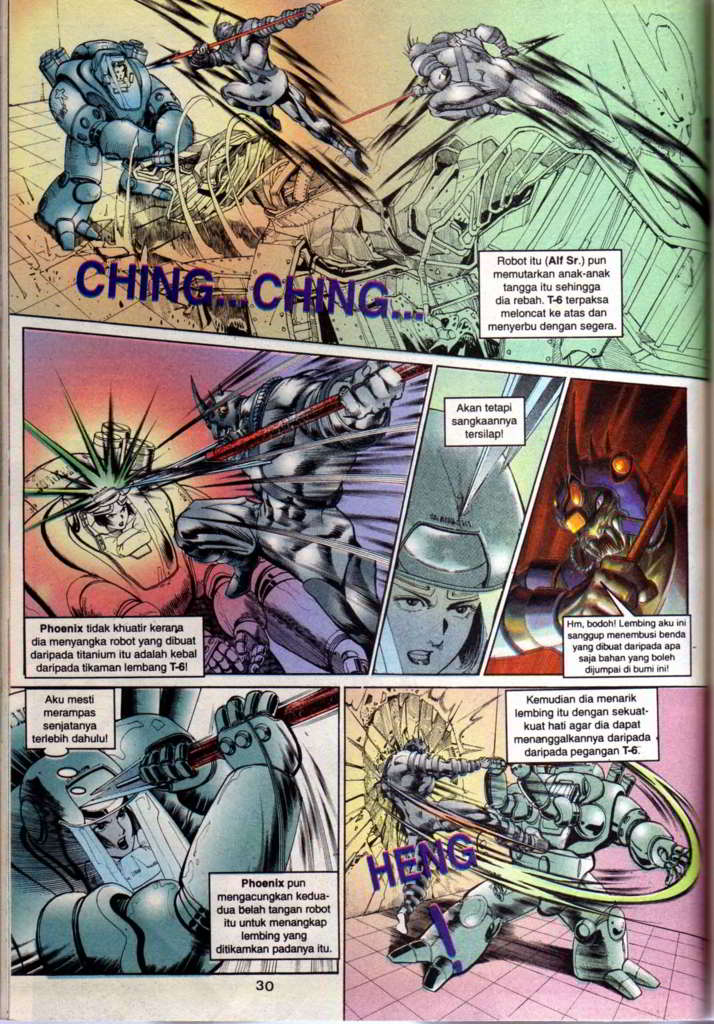 CHING... CHING...
Robot itu (Alf Sr.) pun
memutarkan anak-anak
tangga itu sehingga
dia rebah. T-6 terpaksa
meloncat ke atas dan
menyerbu dengan segera.
Phoenix tidak khuatir kerana
dia menyangka robot yang dibuat
daripada titanium itu adalah kebal
daripada tikaman lembang T-6!
Akan tetapi
sangkaannya
tersilap!
Hm, bodoh! Lembing aku ini
sanggup menembusi benda
yang dibuat daripada apa
saja bahan yang boleh
dijumpai di bumi ini!
Aku mesti
merampas
senjatanya
terlebih dahulu!
Phoenix pun
mengacungkan kedua-
dua belah tangan robot
itu untuk menangkap
lembing yang
ditikamkan padanya itu.
Kemudian dia menarik
lembing itu dengan sekuat-
kuat hati agar dia dapat
menanggalkannya daripada
daripada pegangan T-6.
HENG
!
30